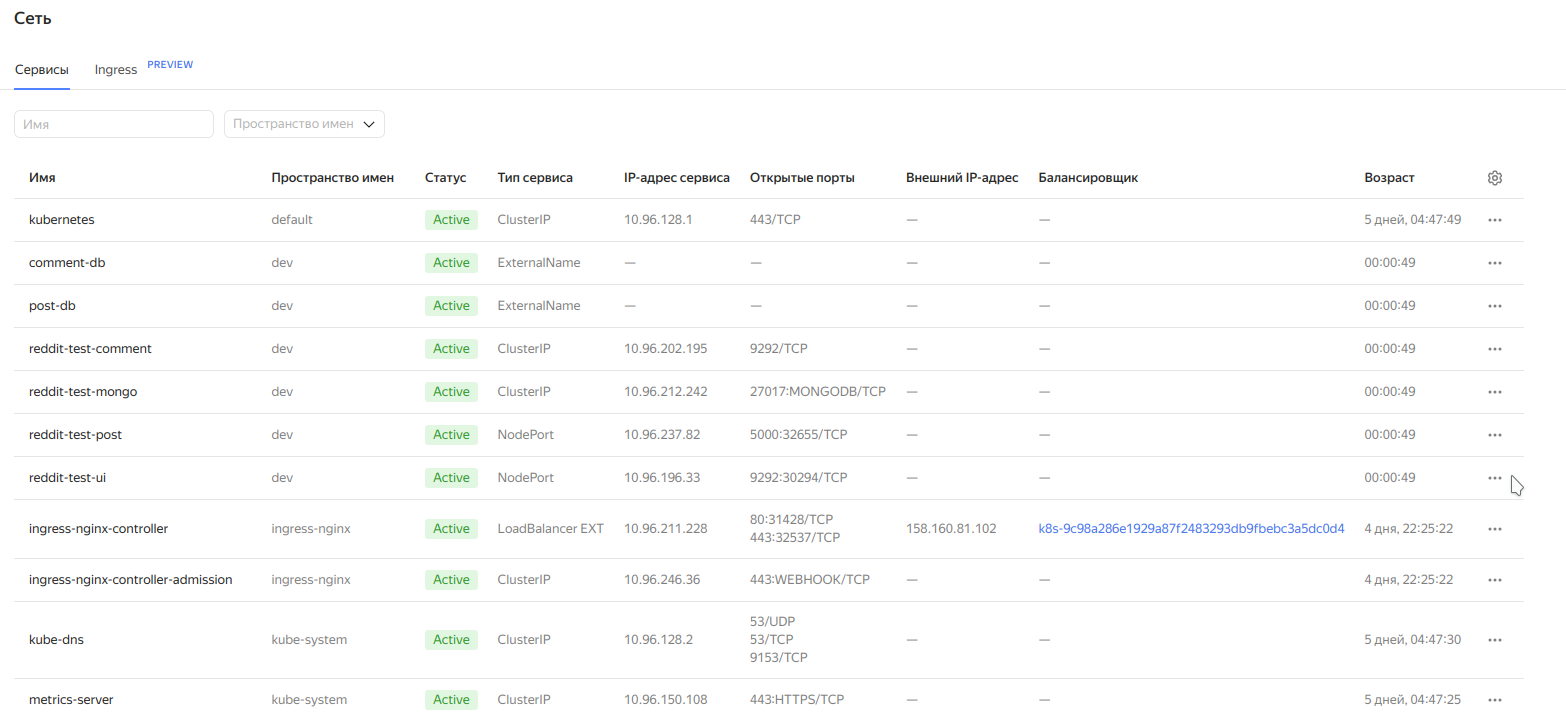 Сеть
Сервисы Ingress PREVIEW
Имя Пространство имен
Имя Пространство имен Статус Тип сервиса IP-адрес сервиса Открытые порты Внешний IP-адрес Балансировщик Возраст
kubernetes default Active ClusterIP 10.96.128.1 443/TCP — — 5 дней, 04:47:49
comment-db dev Active ExternalName — — — — 00:00:49
post-db dev Active ExternalName — — — — 00:00:49
reddit-test-comment dev Active ClusterIP 10.96.202.195 9292/TCP — — 00:00:49
reddit-test-mongo dev Active ClusterIP 10.96.212.242 27017:MONGODB/TCP — — 00:00:49
reddit-test-post dev Active NodePort 10.96.237.82 5000:32655/TCP — — 00:00:49
reddit-test-ui dev Active NodePort 10.96.196.33 9292:30294/TCP — — 00:00:49
ingress-nginx-controller ingress-nginx Active LoadBalancer EXT 10.96.211.228 80:31428/TCP 158.160.81.102 k8s-9c98a286e1929a87f2483293db9fbebc3a5dc0d4 4 дня, 22:25:22
443:32537/TCP
ingress-nginx-controller-admission ingress-nginx Active ClusterIP 10.96.246.36 443:WEBHOOK/TCP — — 4 дня, 22:25:22
53/UDP
kube-dns kube-system Active ClusterIP 10.96.128.2 53/TCP — — 5 дней, 04:47:30
9153/TCP
metrics-server kube-system Active ClusterIP 10.96.150.108 443:HTTPS/TCP — — 5 дней, 04:47:25